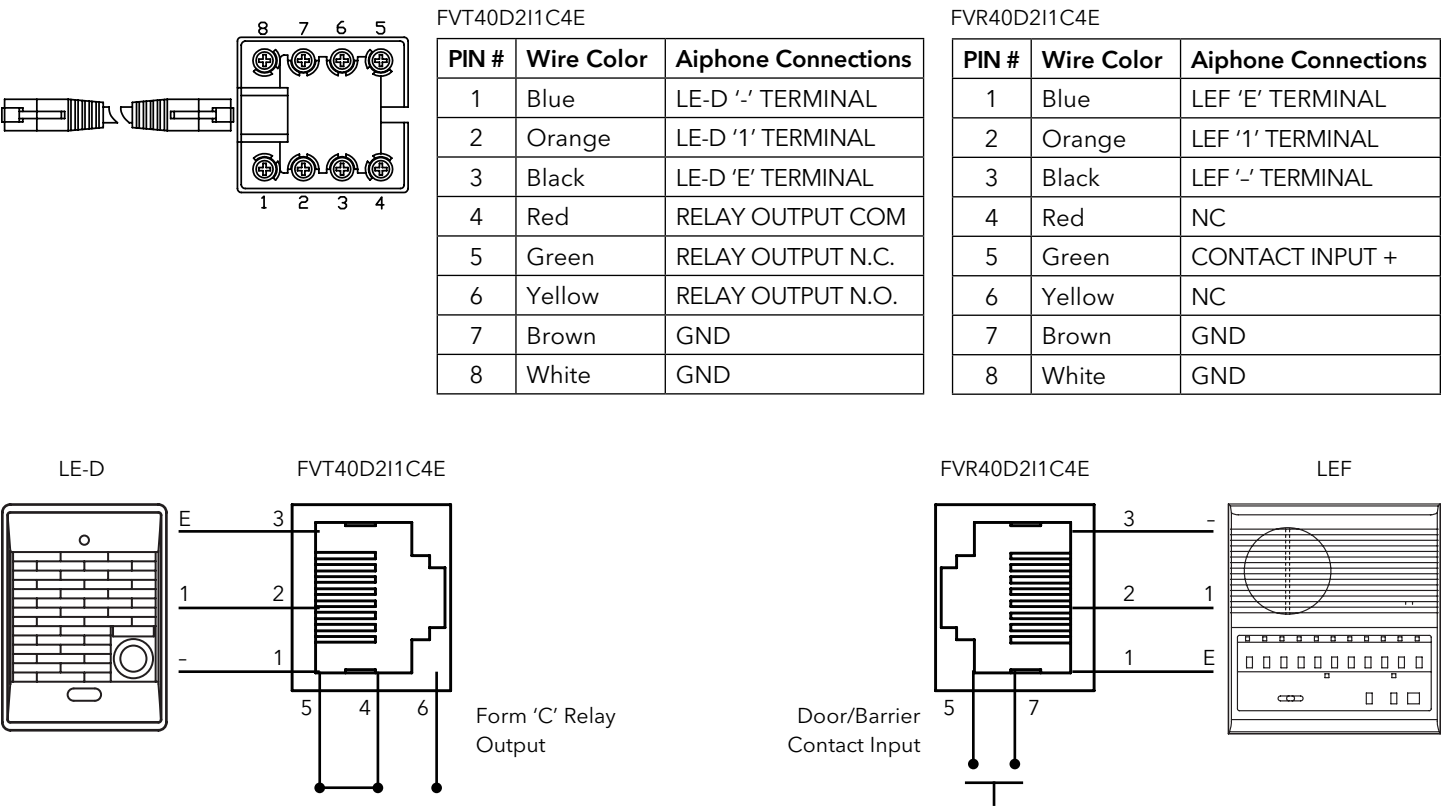 8 7 6 5
1 2 3 4
FVT40D2I1C4E
PIN # Wire Color Aiphone Connections
1 Blue LE-D '-' TERMINAL
2 Orange LE-D ‘1’ TERMINAL
3 Black LE-D ‘E’ TERMINAL
4 Red RELAY OUTPUT COM
5 Green RELAY OUTPUT N.C.
6 Yellow RELAY OUTPUT N.O.
7 Brown GND
8 White GND
FVR40D2I1C4E
PIN # Wire Color Aiphone Connections
1 Blue LEF ‘E’ TERMINAL
2 Orange LEF ‘1’ TERMINAL
3 Black LEF ‘–’ TERMINAL
4 Red NC
5 Green CONTACT INPUT +
6 Yellow NC
7 Brown GND
8 White GND
LE-D
FVT40D2I1C4E
E 3
1 2
– 1
5 4 6
Form ‘C’ Relay
Output
FVR40D2I1C4E
LEF
3 –
2 1
1 E
5 7
Door/Barrier
Contact Input